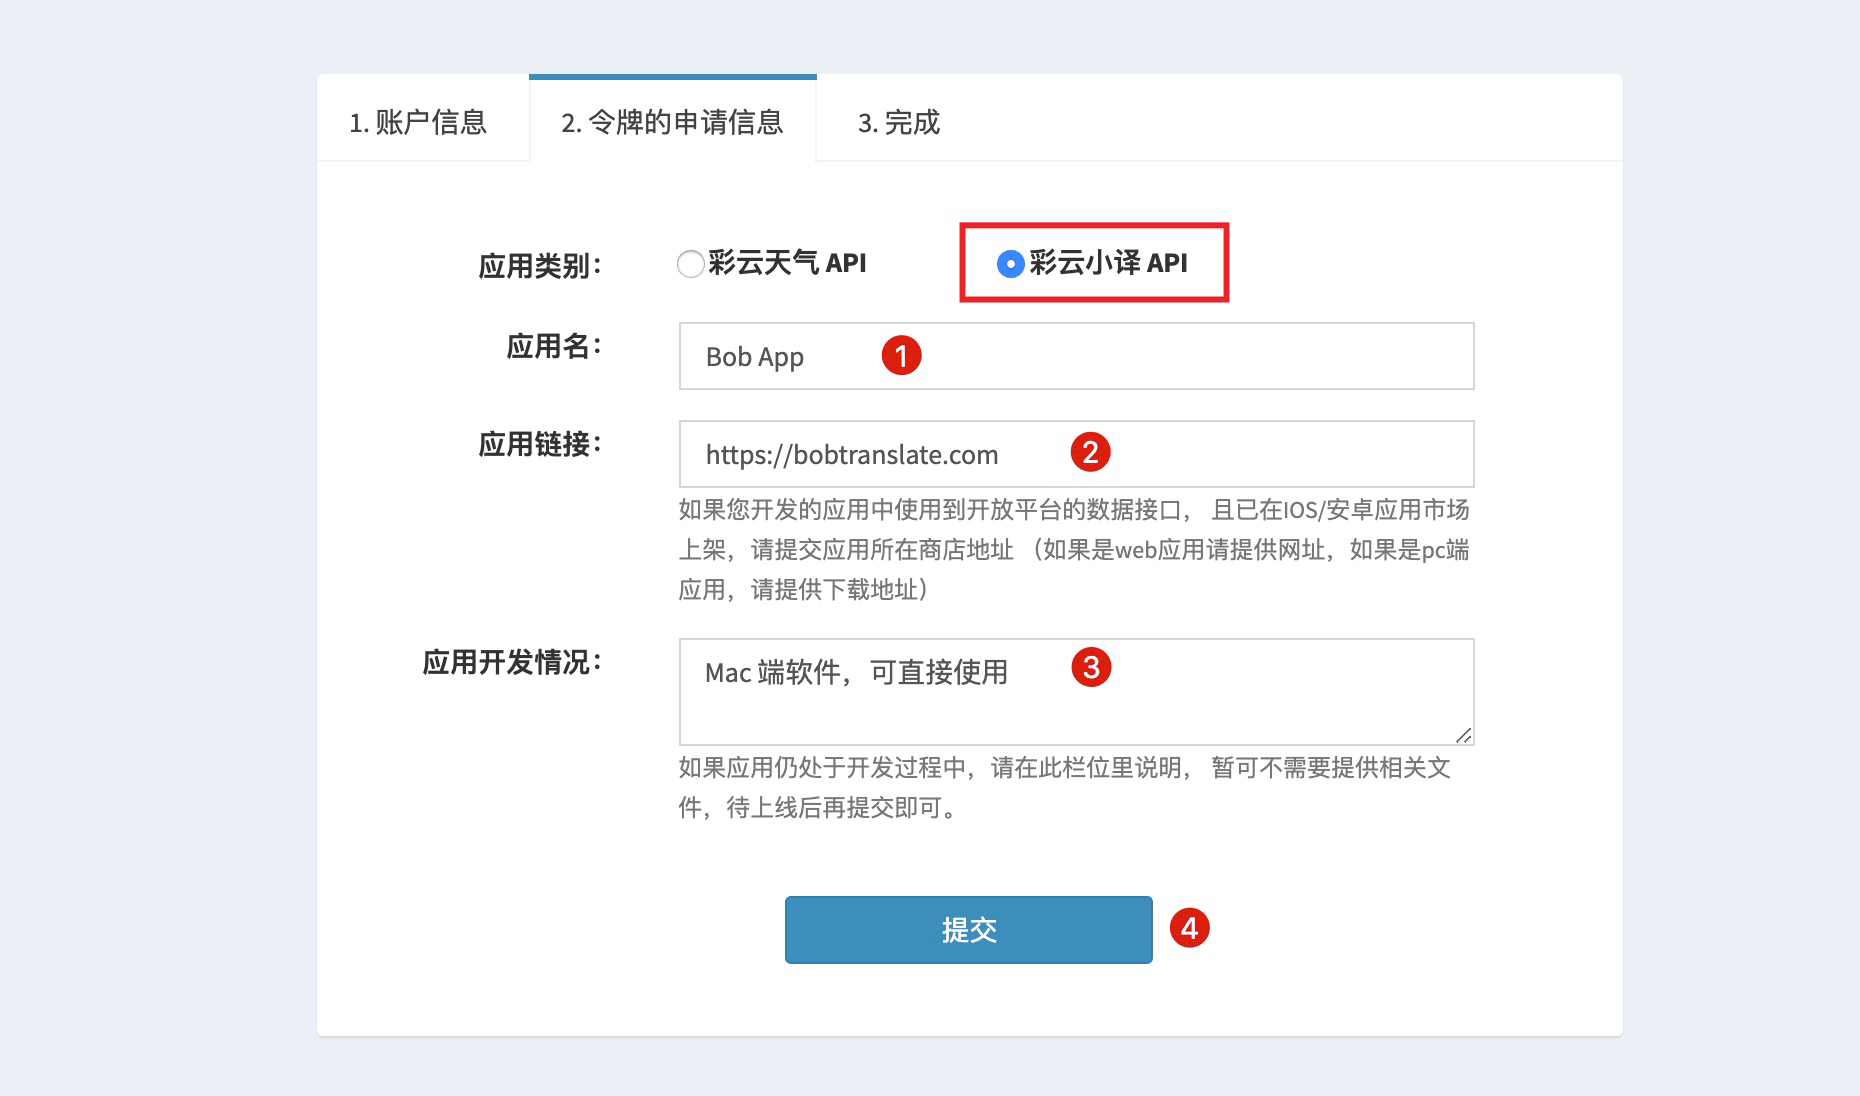 1. 账户信息
2. 令牌的申请信息
3. 完成
应用类别：
彩云天气 API
彩云小译 API
应用名：
Bob App
1
应用链接：
https://bobtranslate.com
2
如果您开发的应用中使用到开放平台的数据接口， 且已在IOS/安卓应用市场
上架，请提交应用所在商店地址 （如果是web应用请提供网址，如果是pc端
应用，请提供下载地址）
应用开发情况：
Mac 端软件，可直接使用
3
如果应用仍处于开发过程中，请在此栏位里说明， 暂可不需要提供相关文
件，待上线后再提交即可。
提交
4